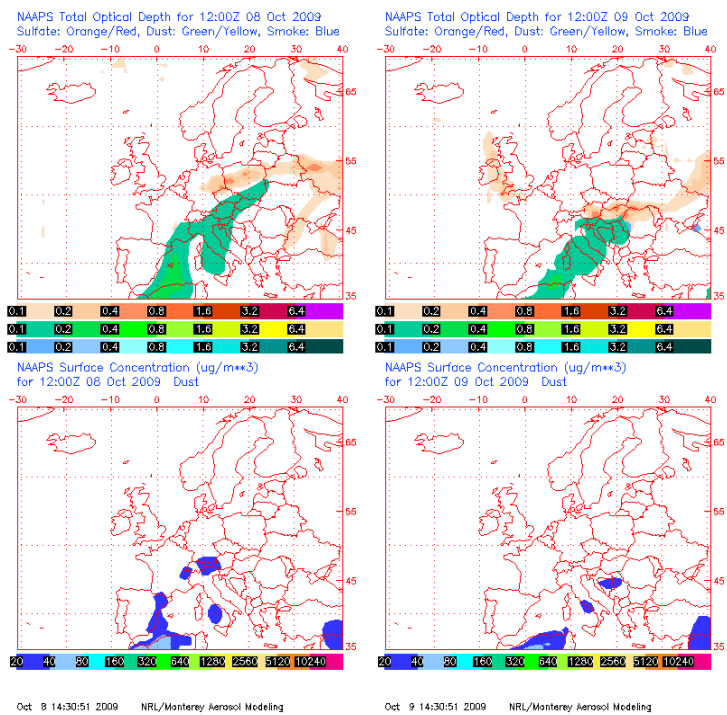 NAAPS Total Optical Depth for 12:00Z 08 Oct 2009
Sulfate: Orange/Red, Dust: Green/Yellow, Smoke: Blue
-30 -20 -10 0 10 20 30 40
65
55
45
35
0.1 0.2 0.4 0.8 1.6 3.2 6.4
0.1 0.2 0.4 0.8 1.6 3.2 6.4
0.1 0.2 0.4 0.8 1.6 3.2 6.4
NAAPS Total Optical Depth for 12:00Z 09 Oct 2009
Sulfate: Orange/Red, Dust: Green/Yellow, Smoke: Blue
-30 -20 -10 0 10 20 30 40
65
55
45
35
0.1 0.2 0.4 0.8 1.6 3.2 6.4
0.1 0.2 0.4 0.8 1.6 3.2 6.4
0.1 0.2 0.4 0.8 1.6 3.2 6.4
NAAPS Surface Concentration (ug/m**3)
for 12:00Z 08 Oct 2009 Dust
-30 -20 -10 0 10 20 30 40
65
55
45
35
20 40 80 160 320 640 1280 2560 5120 10240
NAAPS Surface Concentration (ug/m**3)
for 12:00Z 09 Oct 2009 Dust
-30 -20 -10 0 10 20 30 40
65
55
45
35
20 40 80 160 320 640 1280 2560 5120 10240
Oct 8 14:30:51 2009 NRL/Monterey Aerosol Modeling
Oct 9 14:30:51 2009 NRL/Monterey Aerosol Modeling